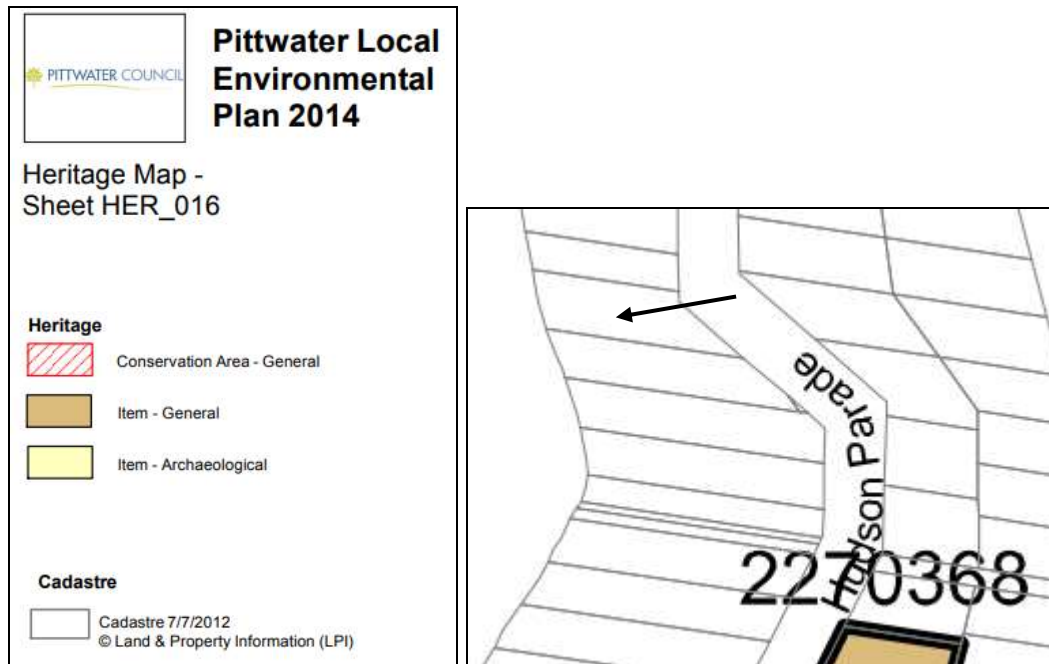 PITTWATER COUNCIL
Pittwater Local
Environmental
Plan 2014
Heritage Map -
Sheet HER_016
Heritage
Conservation Area - General
Item - General
Item - Archaeological
Cadastre
Cadastre 7/7/2012
© Land & Property Information (LPI)
Hudson Parade
2270368